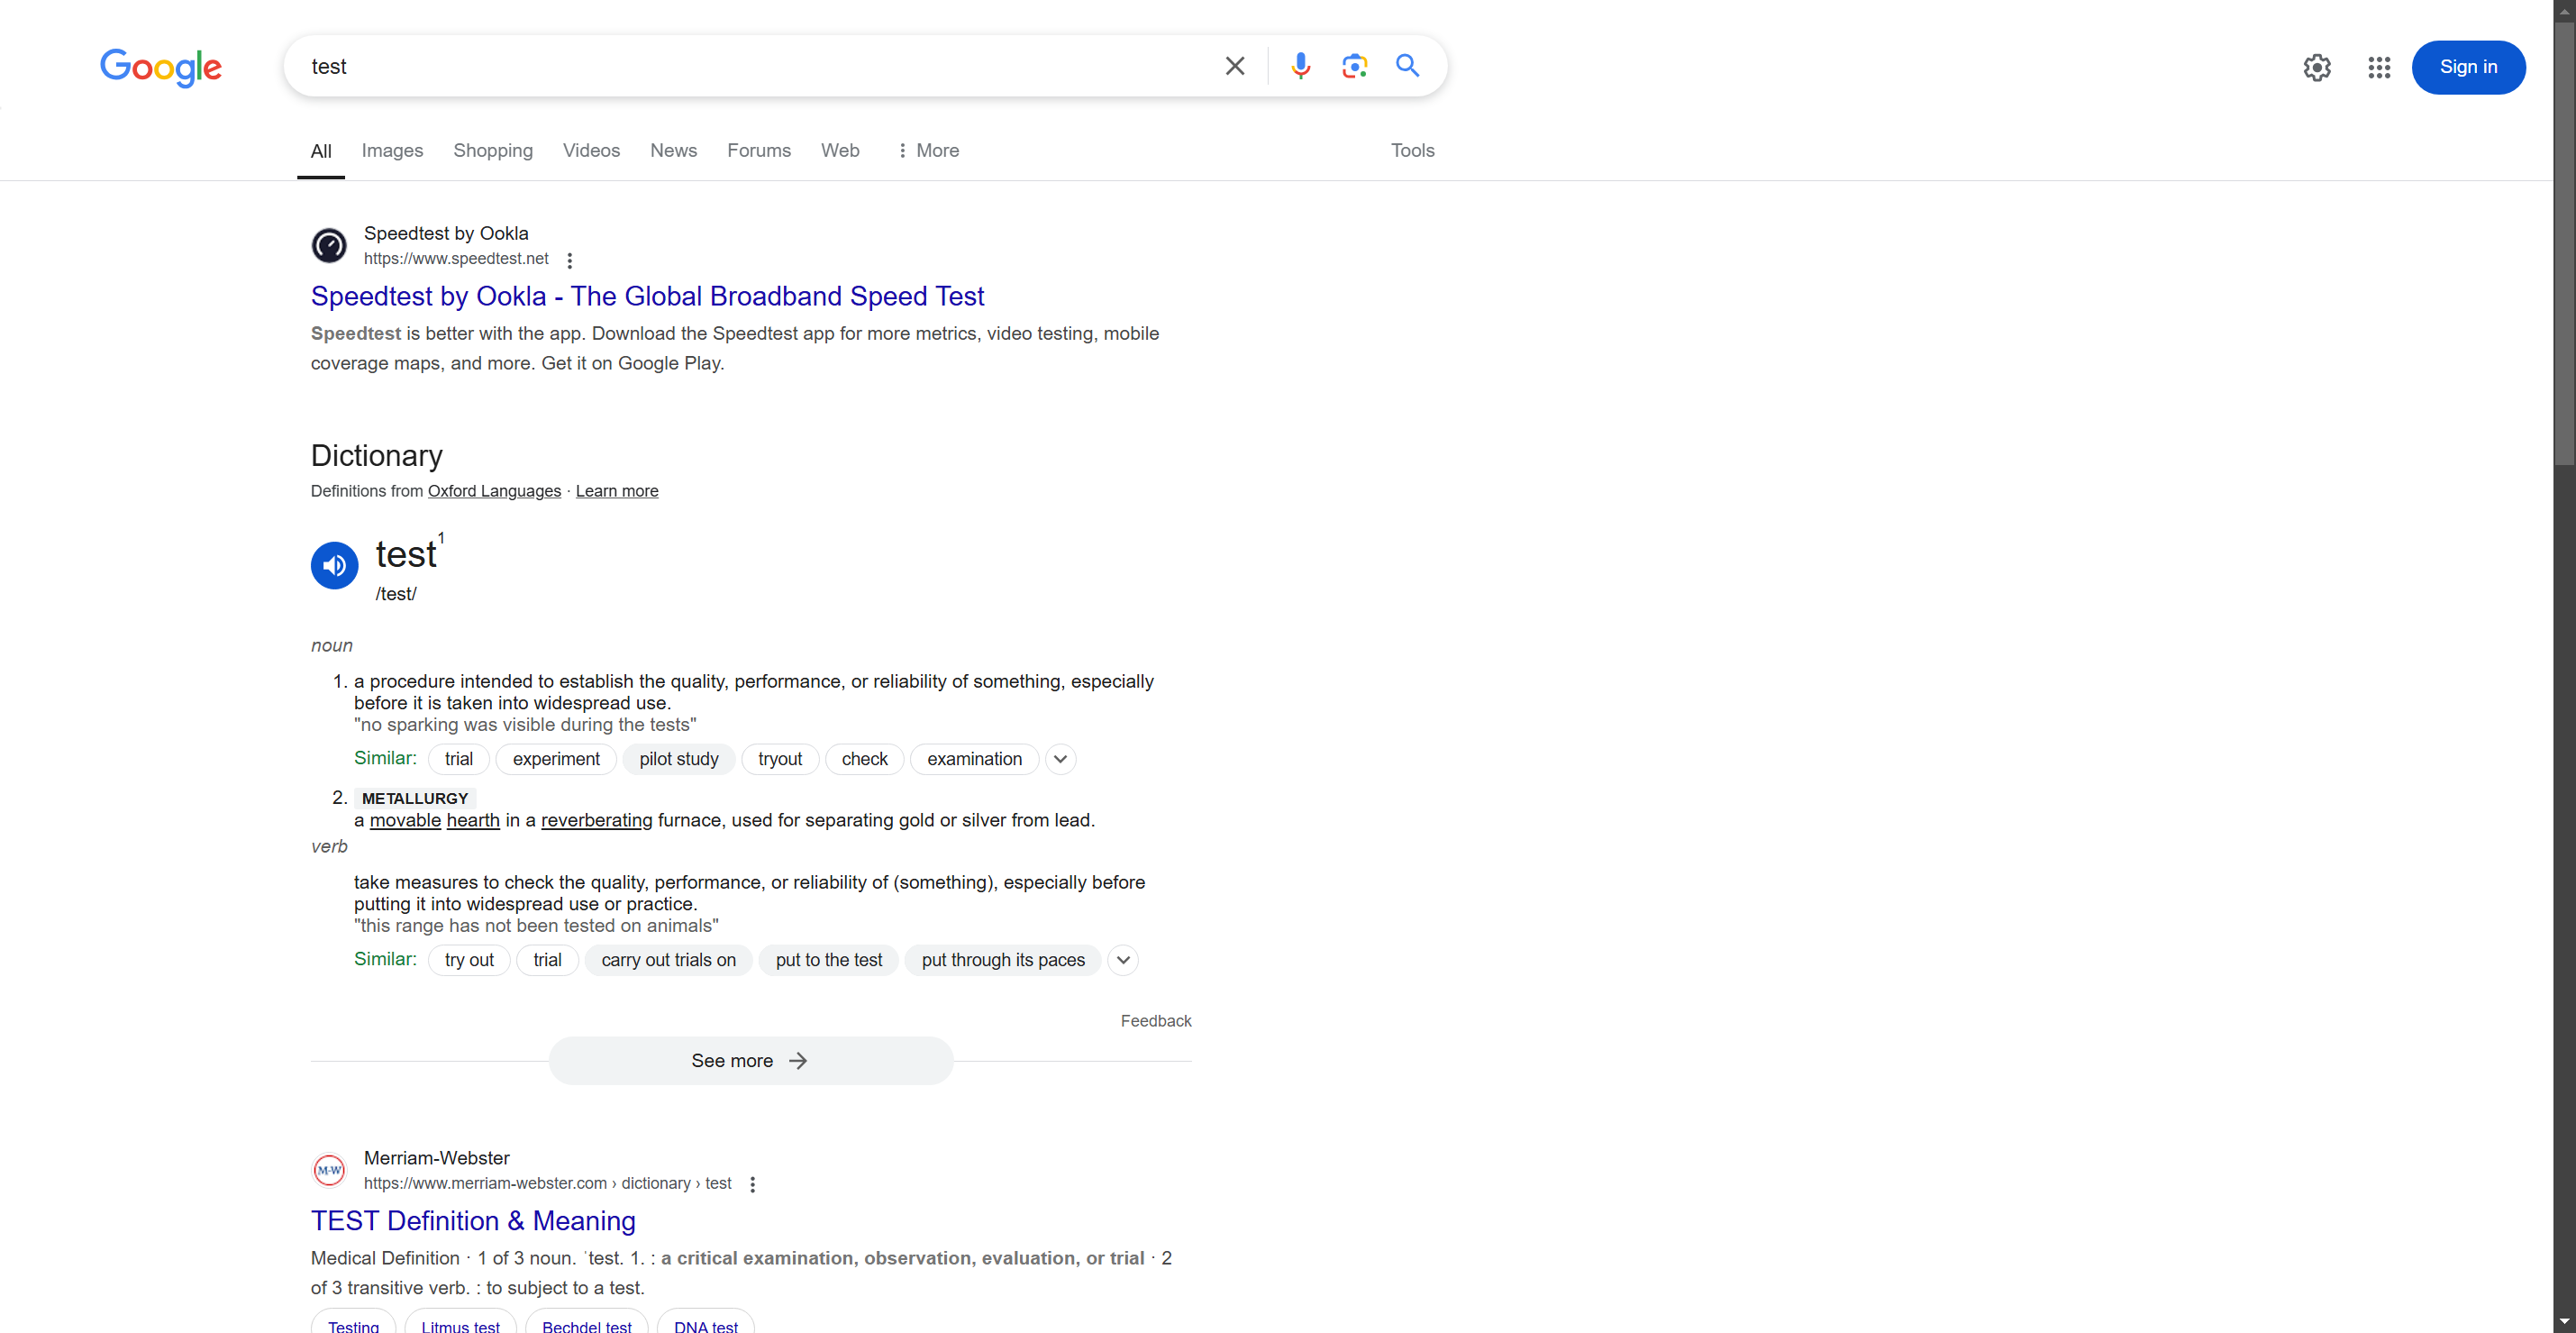 Google
test
Sign in
All Images Shopping Videos News Forums Web More Tools
Speedtest by Ookla
https://www.speedtest.net
Speedtest by Ookla - The Global Broadband Speed Test
Speedtest is better with the app. Download the Speedtest app for more metrics, video testing, mobile
coverage maps, and more. Get it on Google Play.
Dictionary
Definitions from Oxford Languages · Learn more
test1
/test/
noun
1. a procedure intended to establish the quality, performance, or reliability of something, especially
before it is taken into widespread use.
"no sparking was visible during the tests"
Similar: trial experiment pilot study tryout check examination
2. METALLURGY
a movable hearth in a reverberating furnace, used for separating gold or silver from lead.
verb
take measures to check the quality, performance, or reliability of (something), especially before
putting it into widespread use or practice.
"this range has not been tested on animals"
Similar: try out trial carry out trials on put to the test put through its paces
Feedback
See more
M-W
Merriam-Webster
https://www.merriam-webster.com › dictionary › test
TEST Definition & Meaning
Medical Definition · 1 of 3 noun. ˈtest. 1. : a critical examination, observation, evaluation, or trial · 2
of 3 transitive verb. : to subject to a test.
Testing Litmus test Bechdel test DNA test